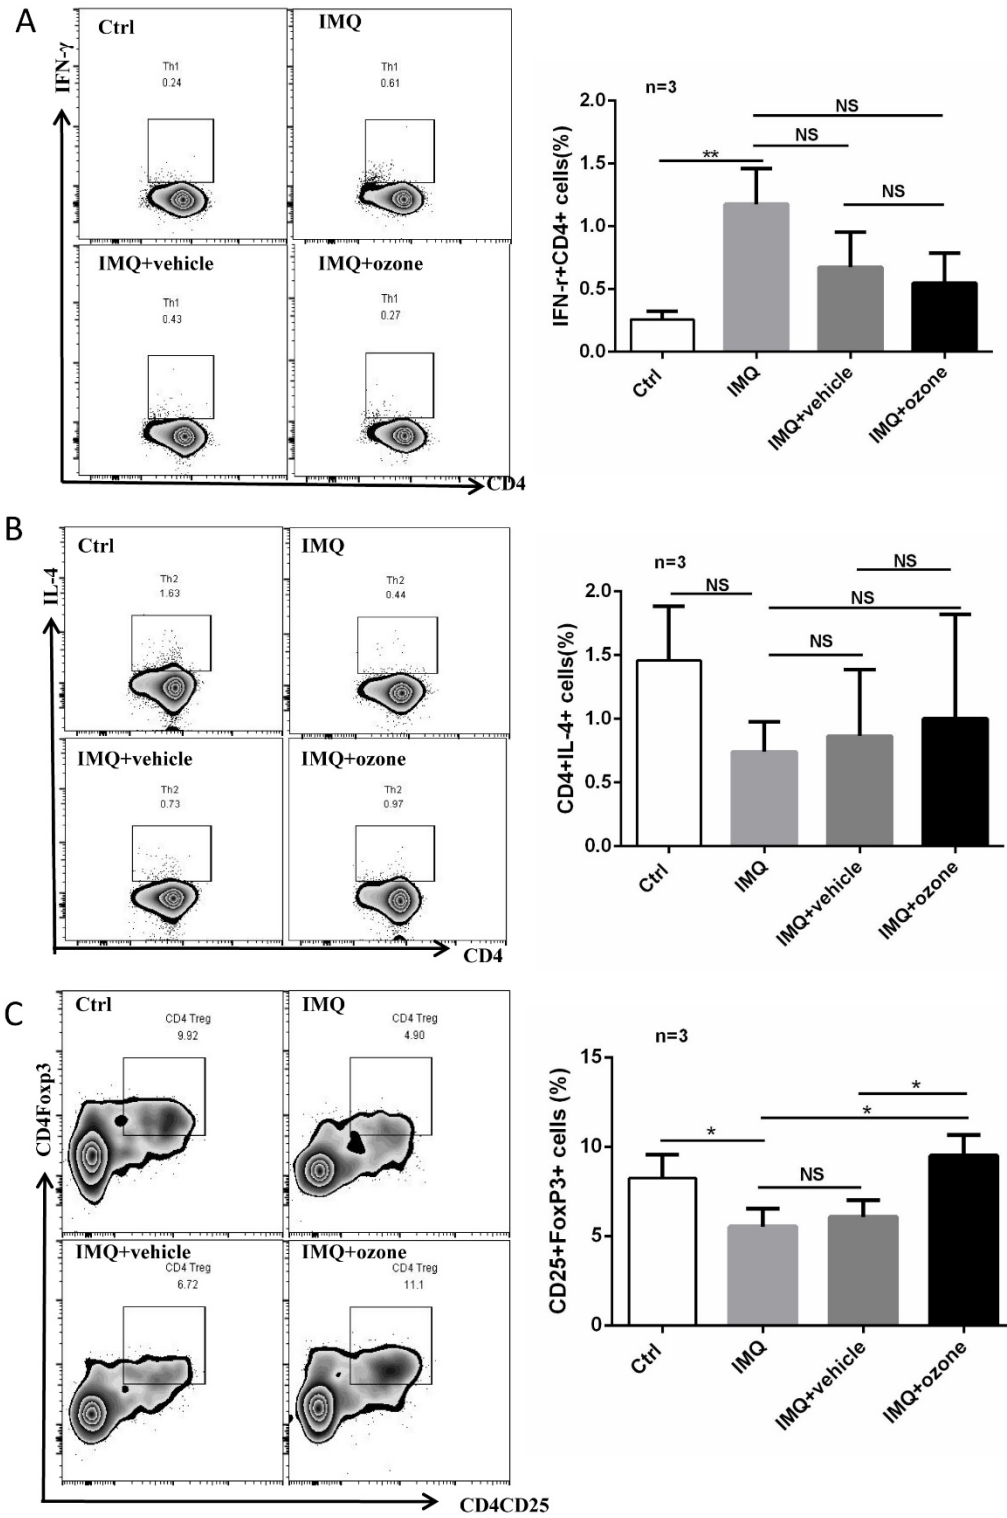 A
Ctrl
IMQ
IFN-γ
Th1
0.24
Th1
0.61
IMQ+vehicle
IMQ+ozone
Th1
0.43
Th1
0.27
CD4
n=3
NS
NS
**
NS
2.0
1.5
1.0
0.5
0.0
IFN-r+CD4+ cells(%)
Ctrl
IMQ
IMQ+vehicle
IMQ+ozone
B
Ctrl
IMQ
IL-4
Th2
1.63
Th2
0.44
IMQ+vehicle
IMQ+ozone
Th2
0.73
Th2
0.97
CD4
n=3
NS
NS
NS
NS
2.0
1.5
1.0
0.5
0.0
CD4+IL-4+ cells(%)
Ctrl
IMQ
IMQ+vehicle
IMQ+ozone
C
Ctrl
IMQ
CD4Foxp3
CD4 Treg
9.92
CD4 Treg
4.90
IMQ+vehicle
IMQ+ozone
CD4 Treg
6.72
CD4 Treg
11.1
CD4CD25
n=3
*
*
*
NS
15
10
5
0
CD25+FoxP3+ cells (%)
Ctrl
IMQ
IMQ+vehicle
IMQ+ozone